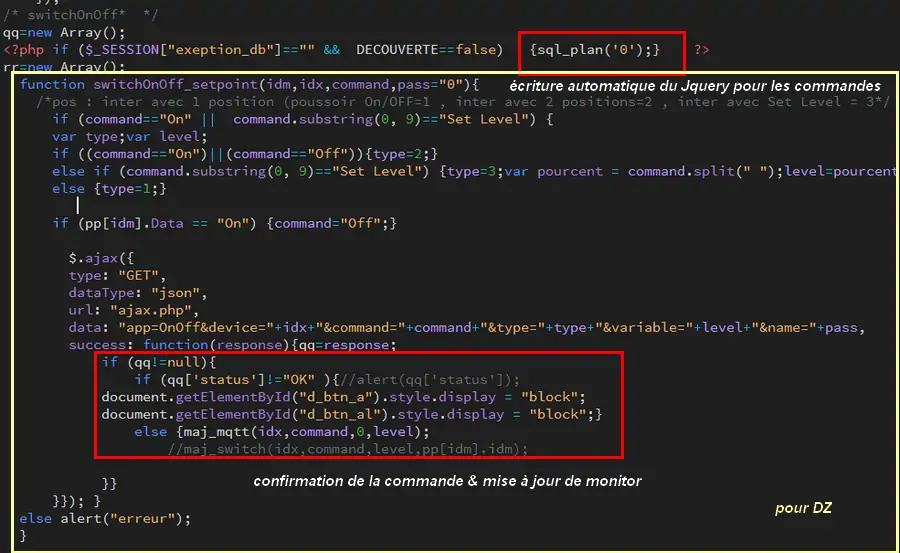 });
/* switchOnOff*  */
qq=new Array();
<?php if ($_SESSION["exeption_db"]=="" &&  DECOUVERTE==false)   {sql_plan('0');}    ?>
rr=new Array();
function switchOnOff_setpoint(idm,idx,command,pass="0"){
écriture automatique du Jquery pour les commandes
/*pos : inter avec 1 position (poussoir On/OFF=1 , inter avec 2 positions=2 , inter avec Set Level = 3*/
if (command=="On" ||  command.substring(0, 9)=="Set Level") {
var type;var level;
if ((command=="On")||(command=="Off")){type=2;}
else if (command.substring(0, 9)=="Set Level") {type=3;var pourcent = command.split(" ");level=pourcent
else {type=1;}
if (pp[idm].Data == "On") {command="Off";}
$.ajax({
type: "GET",
dataType: "json",
url: "ajax.php",
data: "app=OnOff&device="+idx+"&command="+command+"&type="+type+"&variable="+level+"&name="+pass,
success: function(response){qq=response;
if (qq!=null){
if (qq['status']!="OK" ){//alert(qq['status']);
document.getElementById("d_btn_a").style.display = "block";
document.getElementById("d_btn_al").style.display = "block";}
else {maj_mqtt(idx,command,0,level);
//maj_switch(idx,command,level,pp[idm].idm);
confirmation de la commande & mise à jour de monitor
}}
}}); }
pour DZ
else alert("erreur");
}